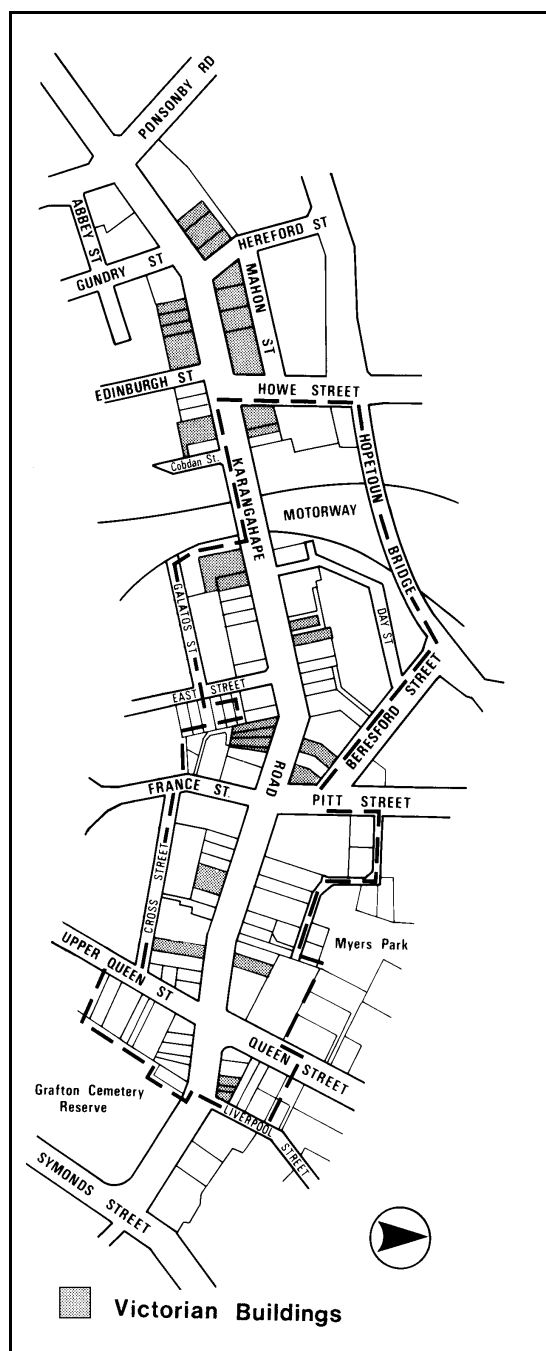 PONSONBY RD
ABBEY ST
GUNDRY ST
HEREFORD ST
MAHON ST
EDINBURGH ST
HOWE STREET
Cobdan St.
KARANGAHAPE
ROAD
HOPETOUN BRIDGE
MOTORWAY
GALATOS ST
DAY ST
EAST STREET
BERESFORD STREET
FRANCE ST.
PITT STREET
CROSS STREET
Myers Park
UPPER QUEEN ST
QUEEN STREET
Grafton Cemetery
Reserve
LIVERPOOL STREET
SYMONDS STREET
Victorian Buildings